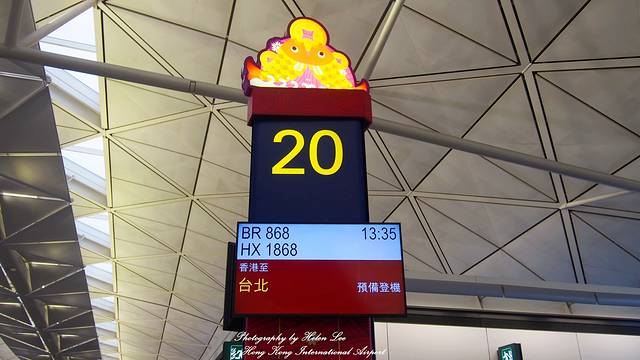 20
BR 868 13:35
HX 1868
香港至
台北 預備登機
Photography by Helen Lee
Hong Kong International Airport